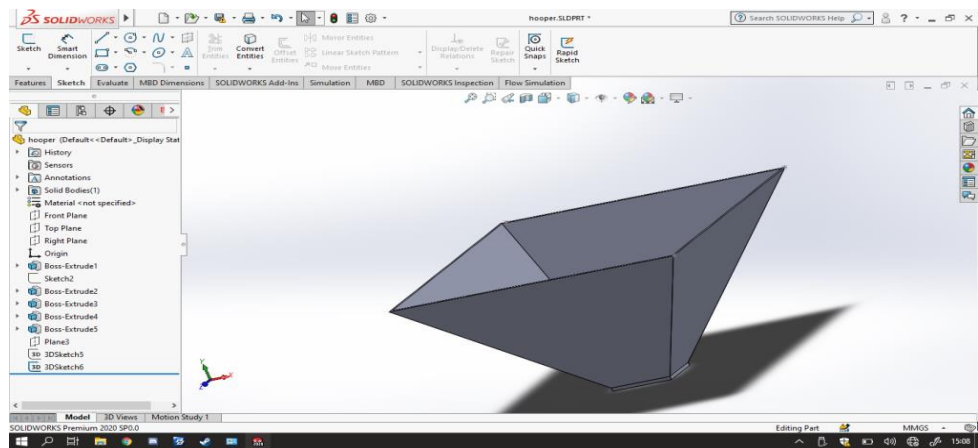 SOLIDWORKS
hooper.SLDPRT *
Search SOLIDWORKS Help
Sketch
Smart Dimension
Trim Entities
Convert Entities
Offset Entities
Mirror Entities
Linear Sketch Pattern
Move Entities
Display/Delete Relations
Repair Sketch
Quick Snaps
Rapid Sketch
Features Sketch Evaluate MBD Dimensions SOLIDWORKS Add-Ins Simulation MBD SOLIDWORKS Inspection Flow Simulation
hooper (Default<<Default>_Display Stat
History
Sensors
Annotations
Solid Bodies(1)
Material <not specified>
Front Plane
Top Plane
Right Plane
Origin
Boss-Extrude1
Sketch2
Boss-Extrude2
Boss-Extrude3
Boss-Extrude4
Boss-Extrude5
Plane3
3D 3DSketch5
3D 3DSketch6
Model 3D Views Motion Study 1
SOLIDWORKS Premium 2020 SP0.0
Editing Part MMGS
15:08